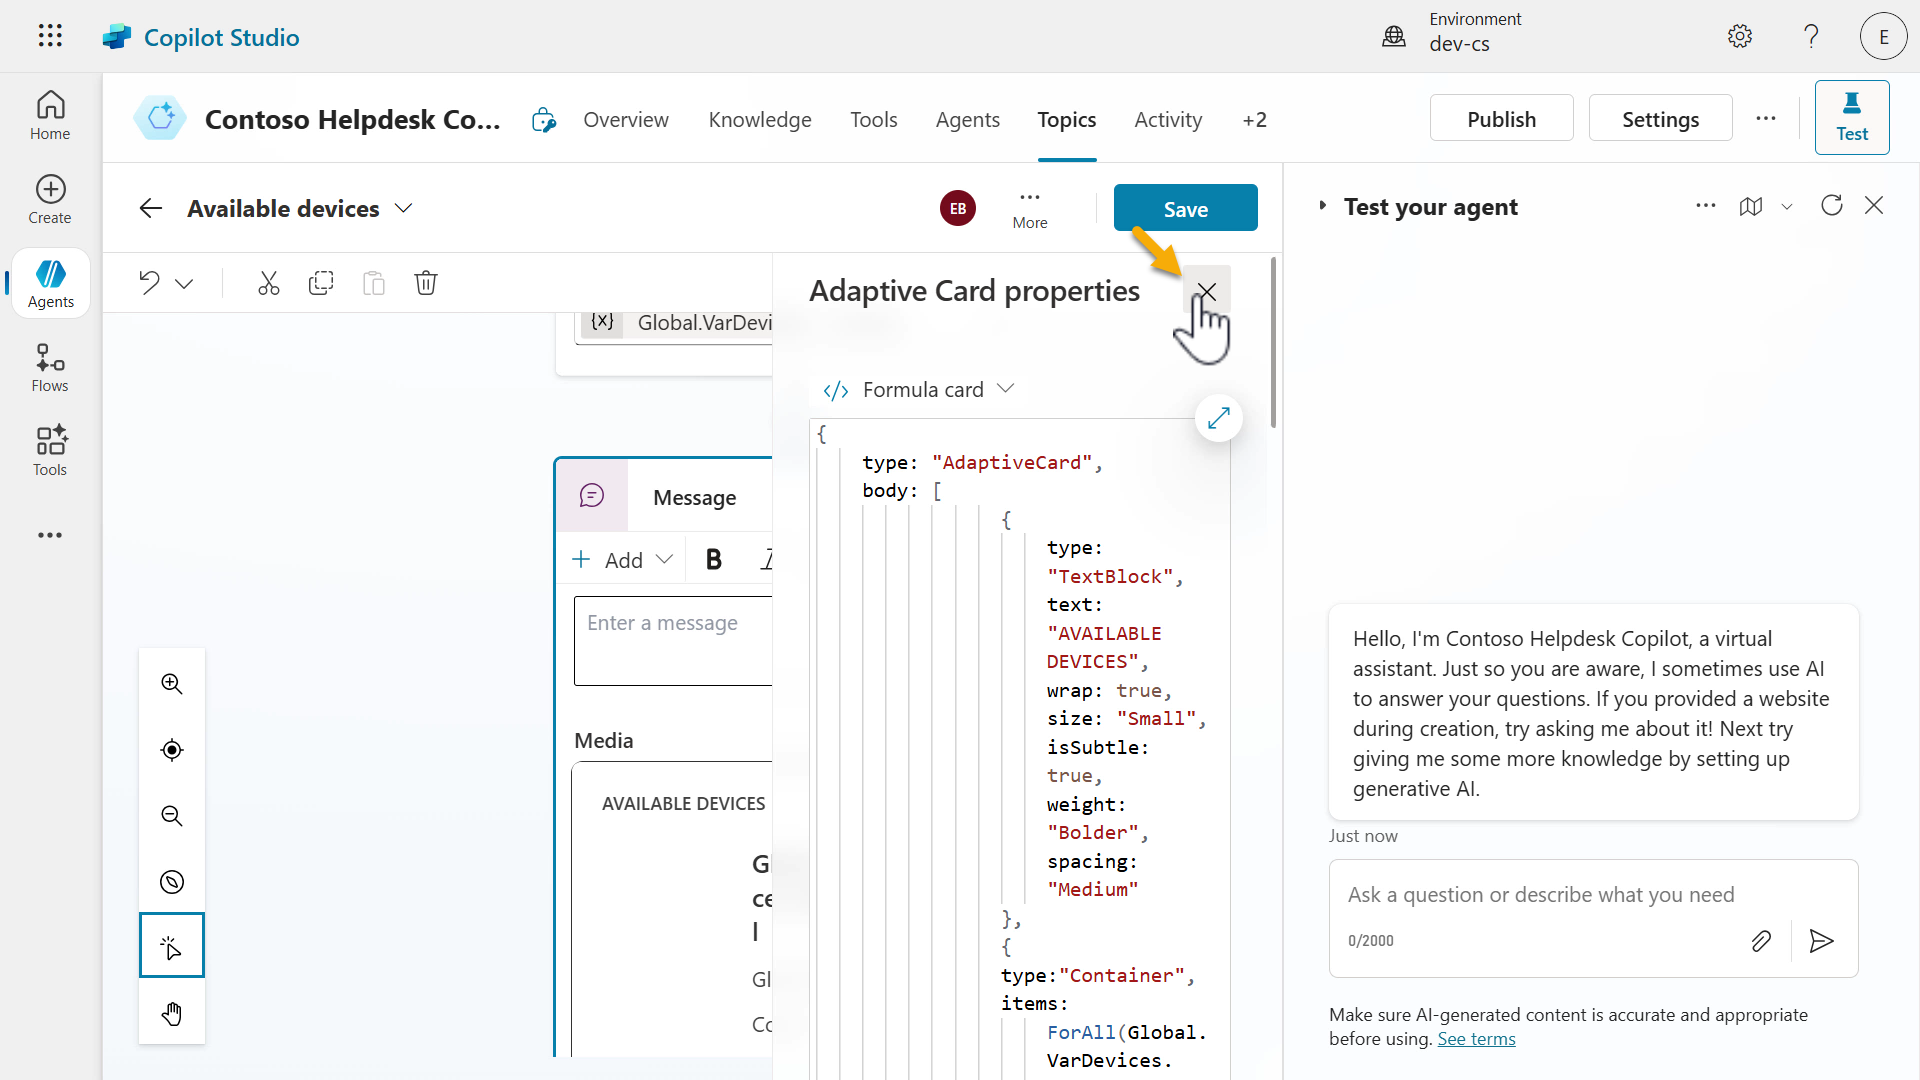 Copilot Studio
Environment
dev-cs
E
Home
Create
Agents
Flows
Tools
Contoso Helpdesk Co...
Overview
Knowledge
Tools
Agents
Topics
Activity
+2
Publish
Settings
Test
Available devices
EB
More
Save
{x} Global.VarDevi
Message
Add
B
Enter a message
Media
AVAILABLE DEVICES
ce
l
Gl
Co
Adaptive Card properties
Formula card
{
type: "AdaptiveCard",
body: [
{
type:
"TextBlock",
text:
"AVAILABLE
DEVICES",
wrap: true,
size: "Small",
isSubtle:
true,
weight:
"Bolder",
spacing:
"Medium"
},
{
type:"Container",
items:
ForAll(Global.
VarDevices.
Test your agent
Hello, I'm Contoso Helpdesk Copilot, a virtual
assistant. Just so you are aware, I sometimes use AI
to answer your questions. If you provided a website
during creation, try asking me about it! Next try
giving me some more knowledge by setting up
generative AI.
Just now
Ask a question or describe what you need
0/2000
Make sure AI-generated content is accurate and appropriate
before using. See terms